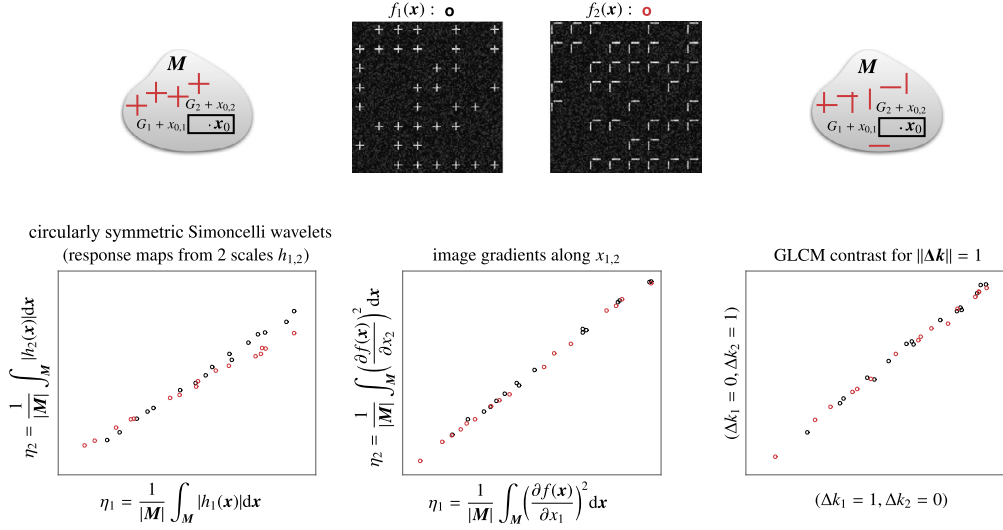 f₁(x) : o
f₂(x) : o
M
G₂ + x₀,₂
G₁ + x₀,₁ · x₀
M
G₂ + x₀,₂
G₁ + x₀,₁ · x₀
circularly symmetric Simoncelli wavelets
(response maps from 2 scales h₁,₂)
η₂ = 1/|M| ∫_M |h₂(x)|dx
η₁ = 1/|M| ∫_M |h₁(x)|dx
image gradients along x₁,₂
η₂ = 1/|M| ∫_M (∂f(x)/∂x₂)² dx
η₁ = 1/|M| ∫_M (∂f(x)/∂x₁)² dx
GLCM contrast for ||Δk|| = 1
(Δk₁ = 0, Δk₂ = 1)
(Δk₁ = 1, Δk₂ = 0)